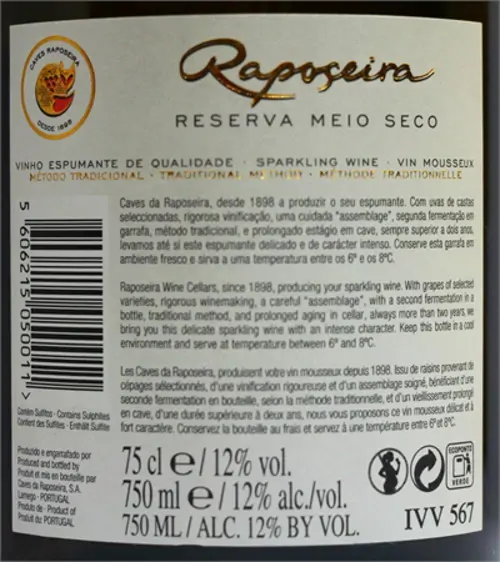 CAVES RAPOSEIRA
DESDE 1898
Raposeira
RESERVA MEIO SECO
VINHO ESPUMANTE DE QUALIDADE · SPARKLING WINE · VIN MOUSSEUX
MÉTODO TRADICIONAL · TRADITIONAL METHOD · MÉTHODE TRADITIONNELLE
Caves da Raposeira, desde 1898 a produzir o seu espumante. Com uvas de castas
seleccionadas, rigorosa vinificação, uma cuidada "assemblage", segunda fermentação em
garrafa, método tradicional, e prolongado estágio em cave, sempre superior a dois anos,
levamos até si este espumante delicado e de carácter intenso. Conserve esta garrafa em
ambiente fresco e sirva a uma temperatura entre os 6º e os 8ºC.
Raposeira Wine Cellars, since 1898, producing your sparkling wine. With grapes of selected
varieties, rigorous winemaking, a careful "assemblage", with a second fermentation in a
bottle, traditional method, and prolonged aging in cellar, always more than two years, we
bring you this delicate sparkling wine with an intense character. Keep this bottle in a cool
environment and serve at temperature between 6º and 8ºC.
Les Caves da Raposeira, produisent votre vin mousseux depuis 1898. Issu de raisins provenant de
cépages sélectionnés, d'une vinification rigoureuse et d'un assemblage soigné, bénéficiant d'une
seconde fermentation en bouteille, selon la méthode traditionnelle, et d'un vieillissement prolongé
en cave, d'une durée supérieure à deux ans, nous vous proposons ce vin mousseux délicat et à
fort caractère. Conservez la bouteille au frais et servez à une température entre 6º et 8ºC.
5 606215 050011 >
Contém Sulfitos - Contains Sulphites
Contient des Sulfites - Enthält Sulfite
Produzido e engarrafado por
Produced and bottled by
Produit et mis en bouteille par
Caves da Raposeira, S.A.
Lamego - PORTUGAL
Produto de - Product of
Produit du: PORTUGAL
75 cl e / 12% vol.
750 ml e / 12% alc./vol.
750 ML / ALC. 12% BY VOL.
ECOPONTO
VERDE
IVV 567